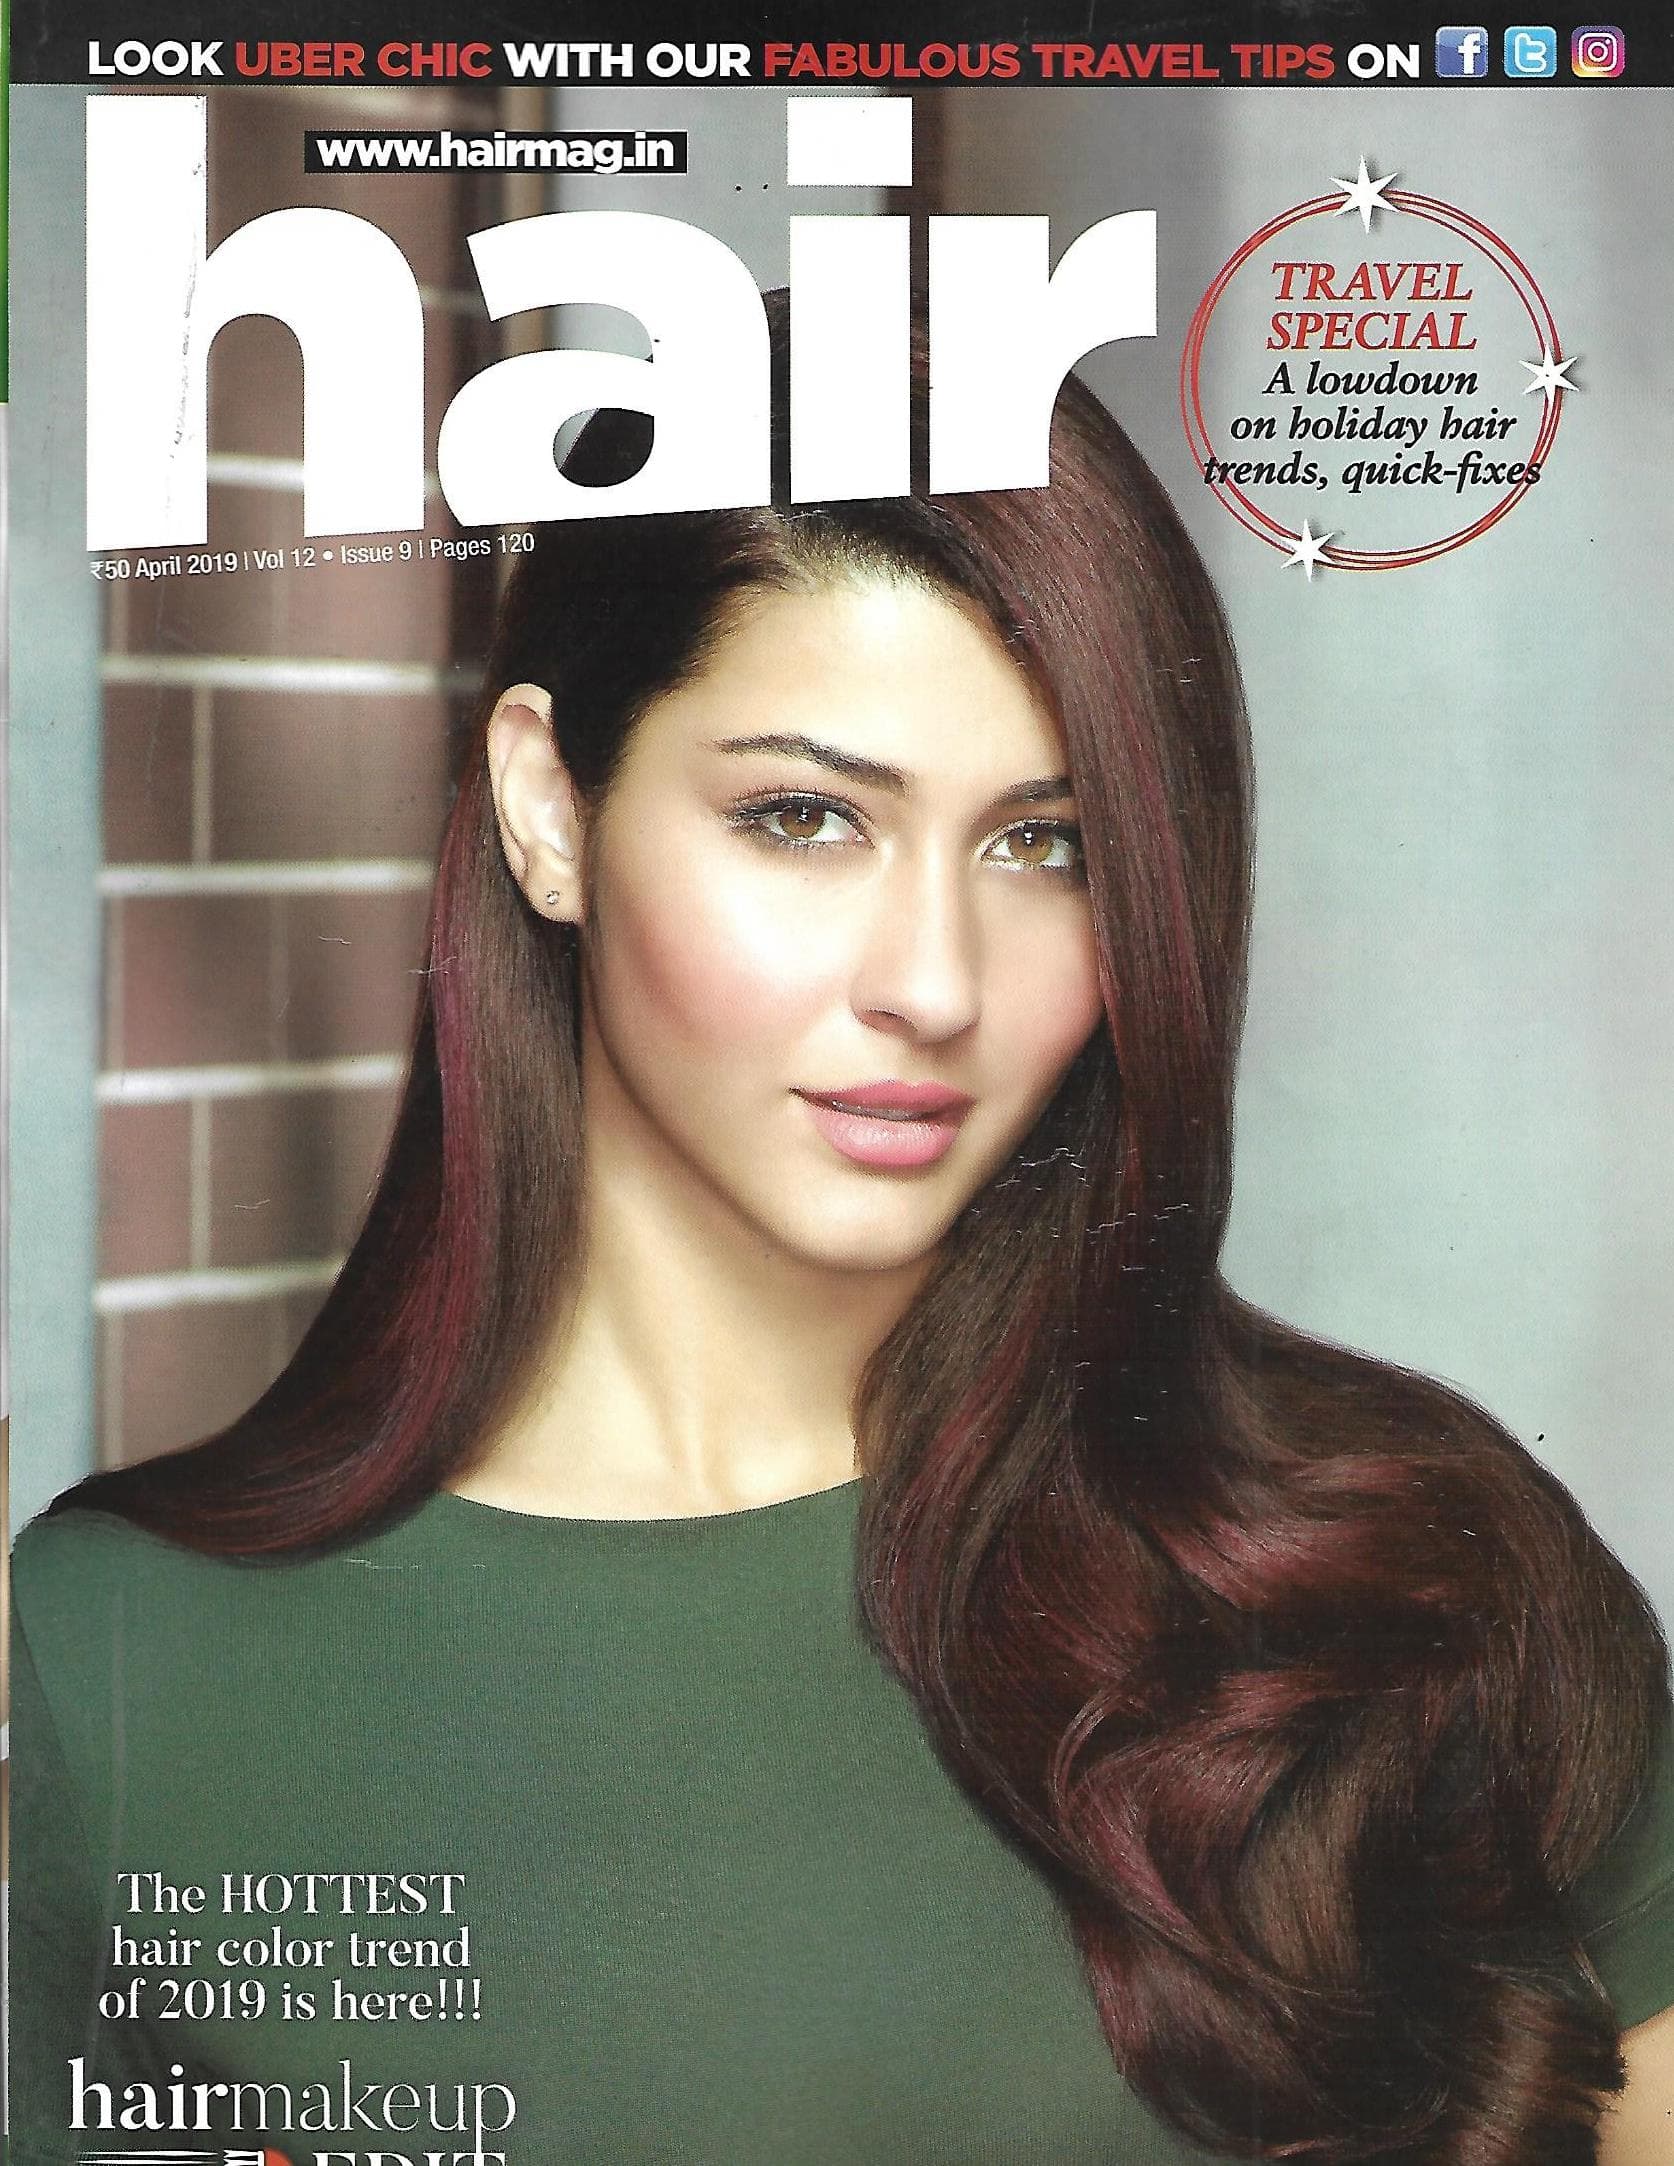 LOOK UBER CHIC WITH OUR FABULOUS TRAVEL TIPS ON
www.hairmag.in
hair
TRAVEL
SPECIAL
A lowdown
on holiday hair
trends, quick-fixes
₹50 April 2019 | Vol 12 • Issue 9 | Pages 120
The HOTTEST
hair color trend
of 2019 is here!!!
hairmakeup
EDIT